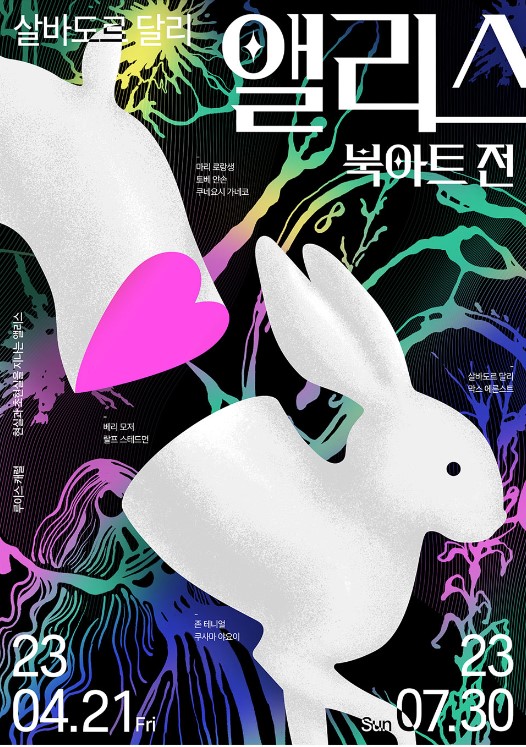 살바도르 달리
앨리스
북아트 전
마리 로랑생
토베 얀손
쿠네요시 가네코
살바도르 달리
막스 에른스트
현실과 초현실을 지나는 앨리스
루이스 캐럴
배리 모저
랄프 스테드먼
존 테니얼
쿠사마 야요이
23
04.21 Fri
23
Sun 07.30